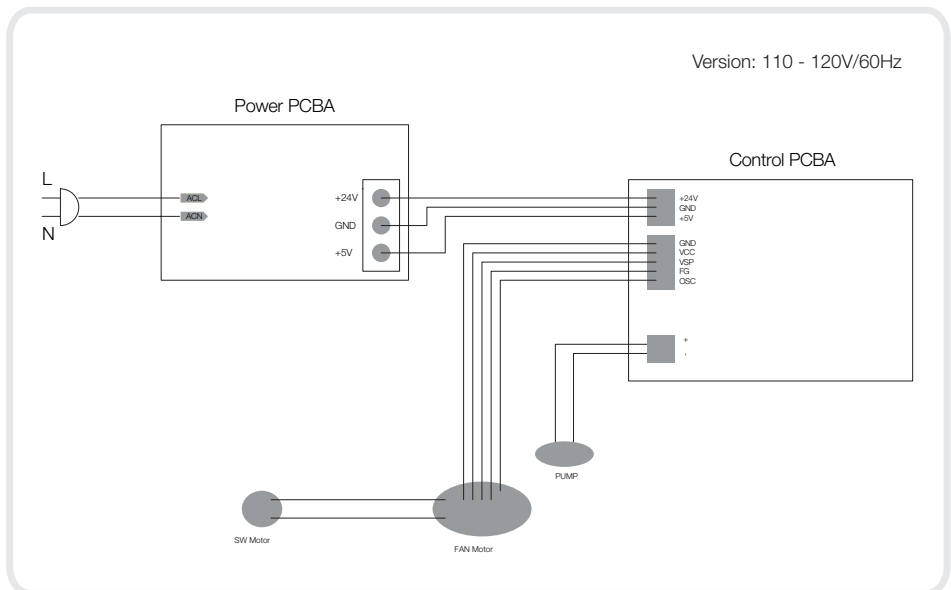 Version: 110 - 120V/60Hz
Power PCBA
Control PCBA
L
N
ACL
ACN
+24V
GND
+5V
+24V
GND
+5V
GND
VCC
VSP
FG
OSC
+
-
PUMP
SW Motor
FAN Motor